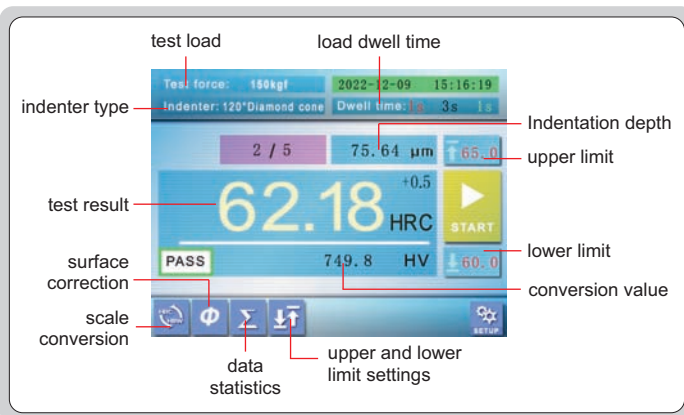 test load
load dwell time
Test force: 150kgf
2022-12-09 15:16:19
indenter type
Indenter: 120°Diamond cone
Dwell time: 1s 3s 1s
Indentation depth
2 / 5
75.64 μm
65.0
upper limit
+0.5
test result
62.18
HRC
START
lower limit
surface
correction
PASS
749.8 HV
60.0
conversion value
scale
conversion
Φ
Σ
SETUP
data
statistics
upper and lower
limit settings